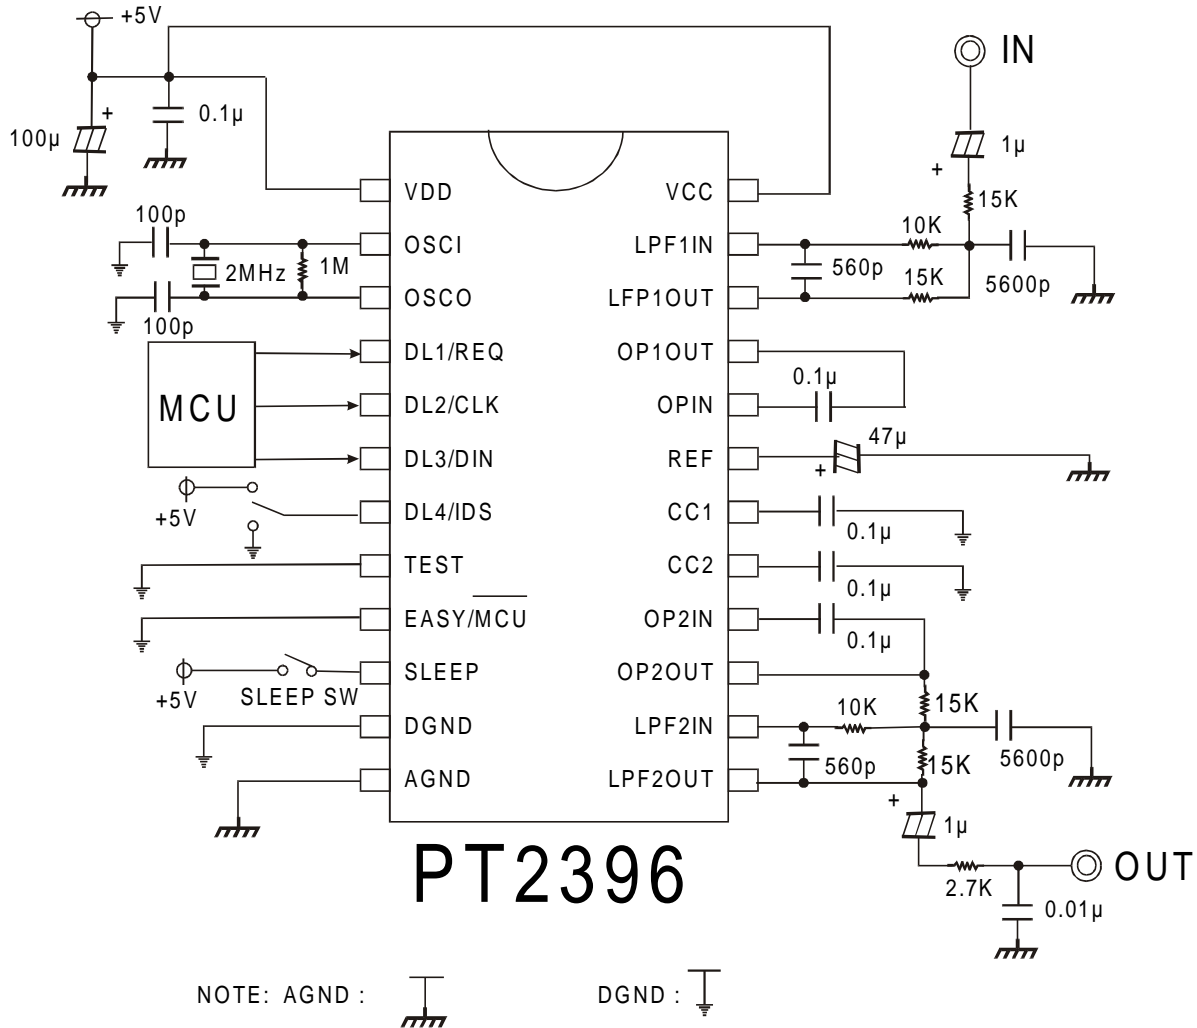 +5V
IN
+
0.1µ
100µ
1µ
+
15K
VDD
VCC
100p
10K
OSCI
LPF1IN
2MHz
1M
560p
15K
5600p
OSCO
LFP1OUT
100p
DL1/REQ
OP1OUT
0.1µ
MCU
DL2/CLK
OPIN
47µ
DL3/DIN
REF
+
+5V
DL4/IDS
CC1
0.1µ
TEST
CC2
0.1µ
EASY/MCU
OP2IN
0.1µ
SLEEP
OP2OUT
+5V
SLEEP SW
15K
10K
DGND
LPF2IN
5600p
560p
15K
AGND
LPF2OUT
+
1µ
PT2396
OUT
2.7K
0.01µ
NOTE: AGND :
DGND :